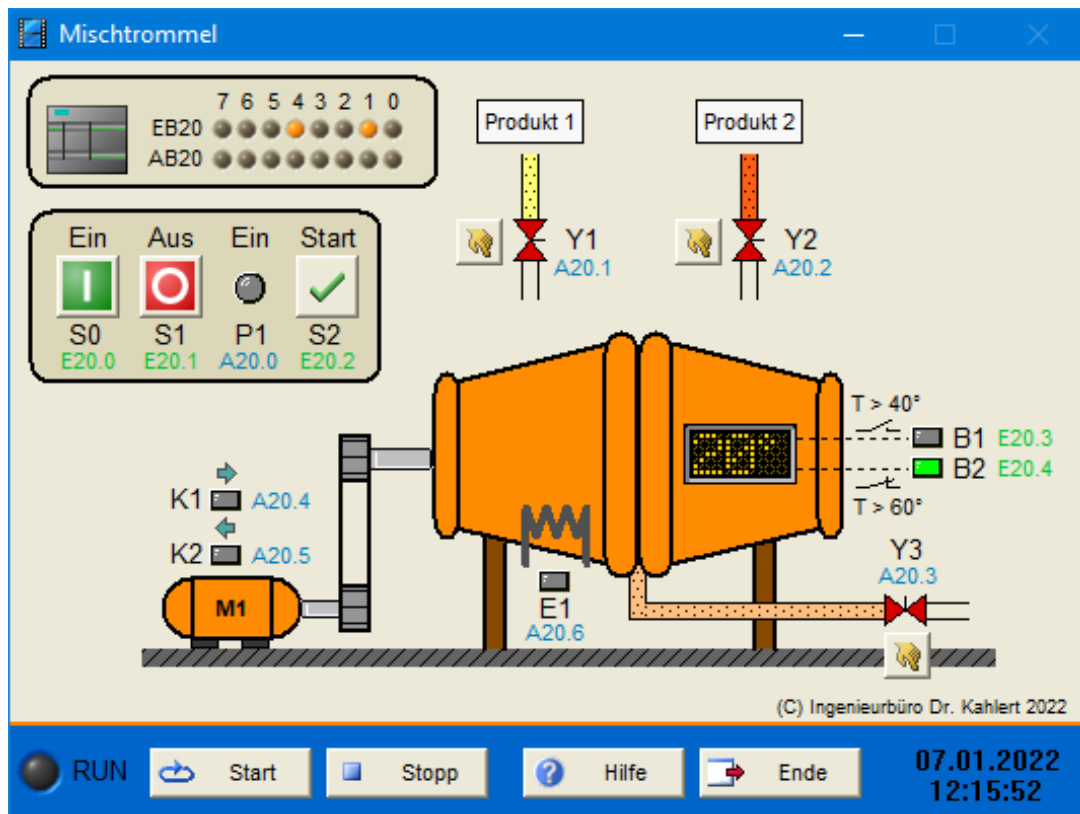 Mischtrommel
7 6 5 4 3 2 1 0
EB20
AB20
Produkt 1
Produkt 2
Y1
A20.1
Y2
A20.2
Ein Aus Ein Start
S0 S1 P1 S2
E20.0 E20.1 A20.0 E20.2
T > 40°
B1 E20.3
20°
B2 E20.4
T > 60°
K1 A20.4
K2 A20.5
Y3
A20.3
M1
E1
A20.6
(C) Ingenieurbüro Dr. Kahlert 2022
RUN Start Stopp Hilfe Ende
07.01.2022
12:15:52